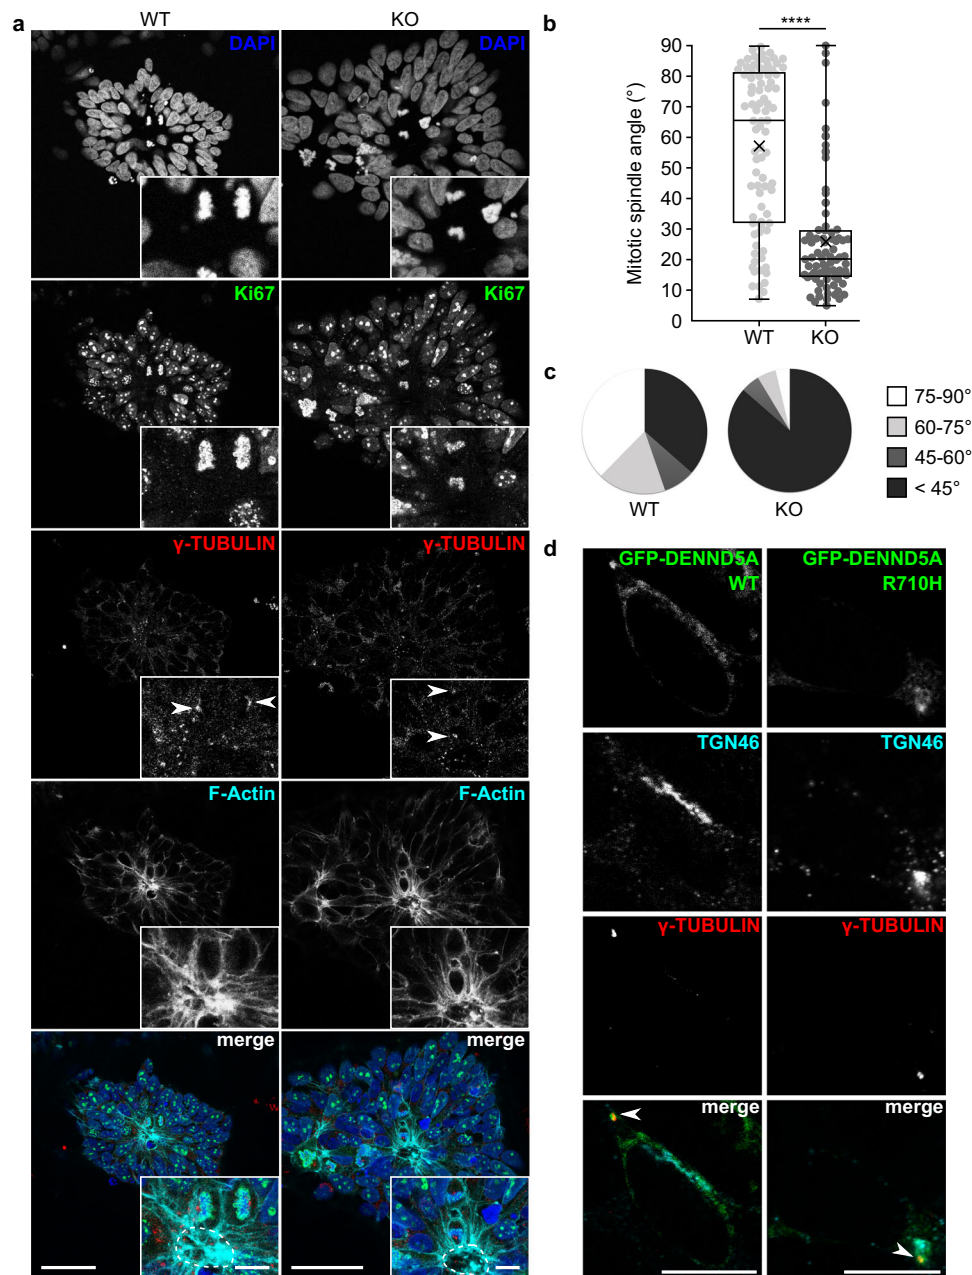 a
WT
KO
DAPI
DAPI
Ki67
Ki67
γ-TUBULIN
γ-TUBULIN
F-Actin
F-Actin
merge
merge
b
****
Mitotic spindle angle (°)
90
80
70
60
50
40
30
20
10
0
WT
KO
c
WT
KO
75-90°
60-75°
45-60°
< 45°
d
GFP-DENND5A
WT
GFP-DENND5A
R710H
TGN46
TGN46
γ-TUBULIN
γ-TUBULIN
merge
merge